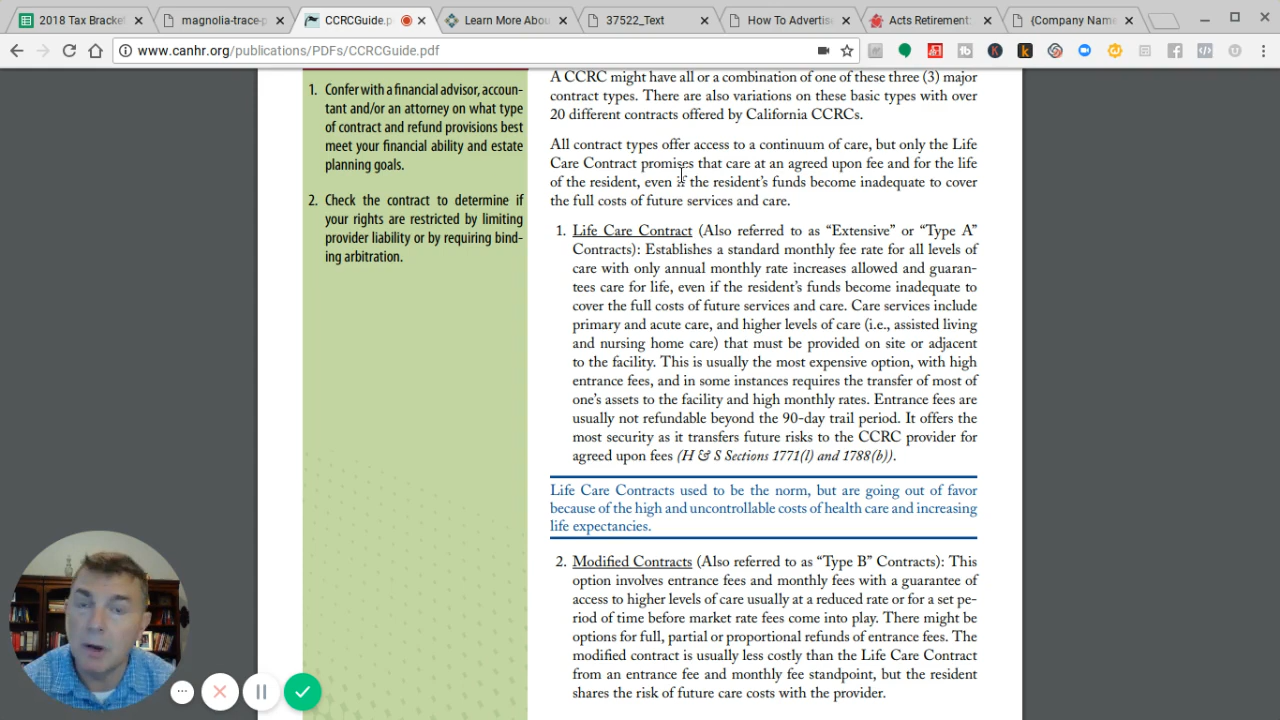 2018 Tax Bracket
magnolia-trace-p
CCRCGuide.p
Learn More Abou
37522_Text
How To Advertise
Acts Retirement
{Company Name
www.canhr.org/publications/PDFs/CCRCGuide.pdf
1. Confer with a financial advisor, accoun-
tant and/or an attorney on what type
of contract and refund provisions best
meet your financial ability and estate
planning goals.
2. Check the contract to determine if
your rights are restricted by limiting
provider liability or by requiring bind-
ing arbitration.
A CCRC might have all or a combination of one of these three (3) major
contract types. There are also variations on these basic types with over
20 different contracts offered by California CCRCs.
All contract types offer access to a continuum of care, but only the Life
Care Contract promises that care at an agreed upon fee and for the life
of the resident, even if the resident's funds become inadequate to cover
the full costs of future services and care.
1. Life Care Contract (Also referred to as “Extensive” or “Type A”
Contracts): Establishes a standard monthly fee rate for all levels of
care with only annual monthly rate increases allowed and guaran-
tees care for life, even if the resident's funds become inadequate to
cover the full costs of future services and care. Care services include
primary and acute care, and higher levels of care (i.e., assisted living
and nursing home care) that must be provided on site or adjacent
to the facility. This is usually the most expensive option, with high
entrance fees, and in some instances requires the transfer of most of
one's assets to the facility and high monthly rates. Entrance fees are
usually not refundable beyond the 90-day trail period. It offers the
most security as it transfers future risks to the CCRC provider for
agreed upon fees (H & S Sections 1771(l) and 1788(b)).
Life Care Contracts used to be the norm, but are going out of favor
because of the high and uncontrollable costs of health care and increasing
life expectancies.
2. Modified Contracts (Also referred to as “Type B” Contracts): This
option involves entrance fees and monthly fees with a guarantee of
access to higher levels of care usually at a reduced rate or for a set pe-
riod of time before market rate fees come into play. There might be
options for full, partial or proportional refunds of entrance fees. The
modified contract is usually less costly than the Life Care Contract
from an entrance fee and monthly fee standpoint, but the resident
shares the risk of future care costs with the provider.